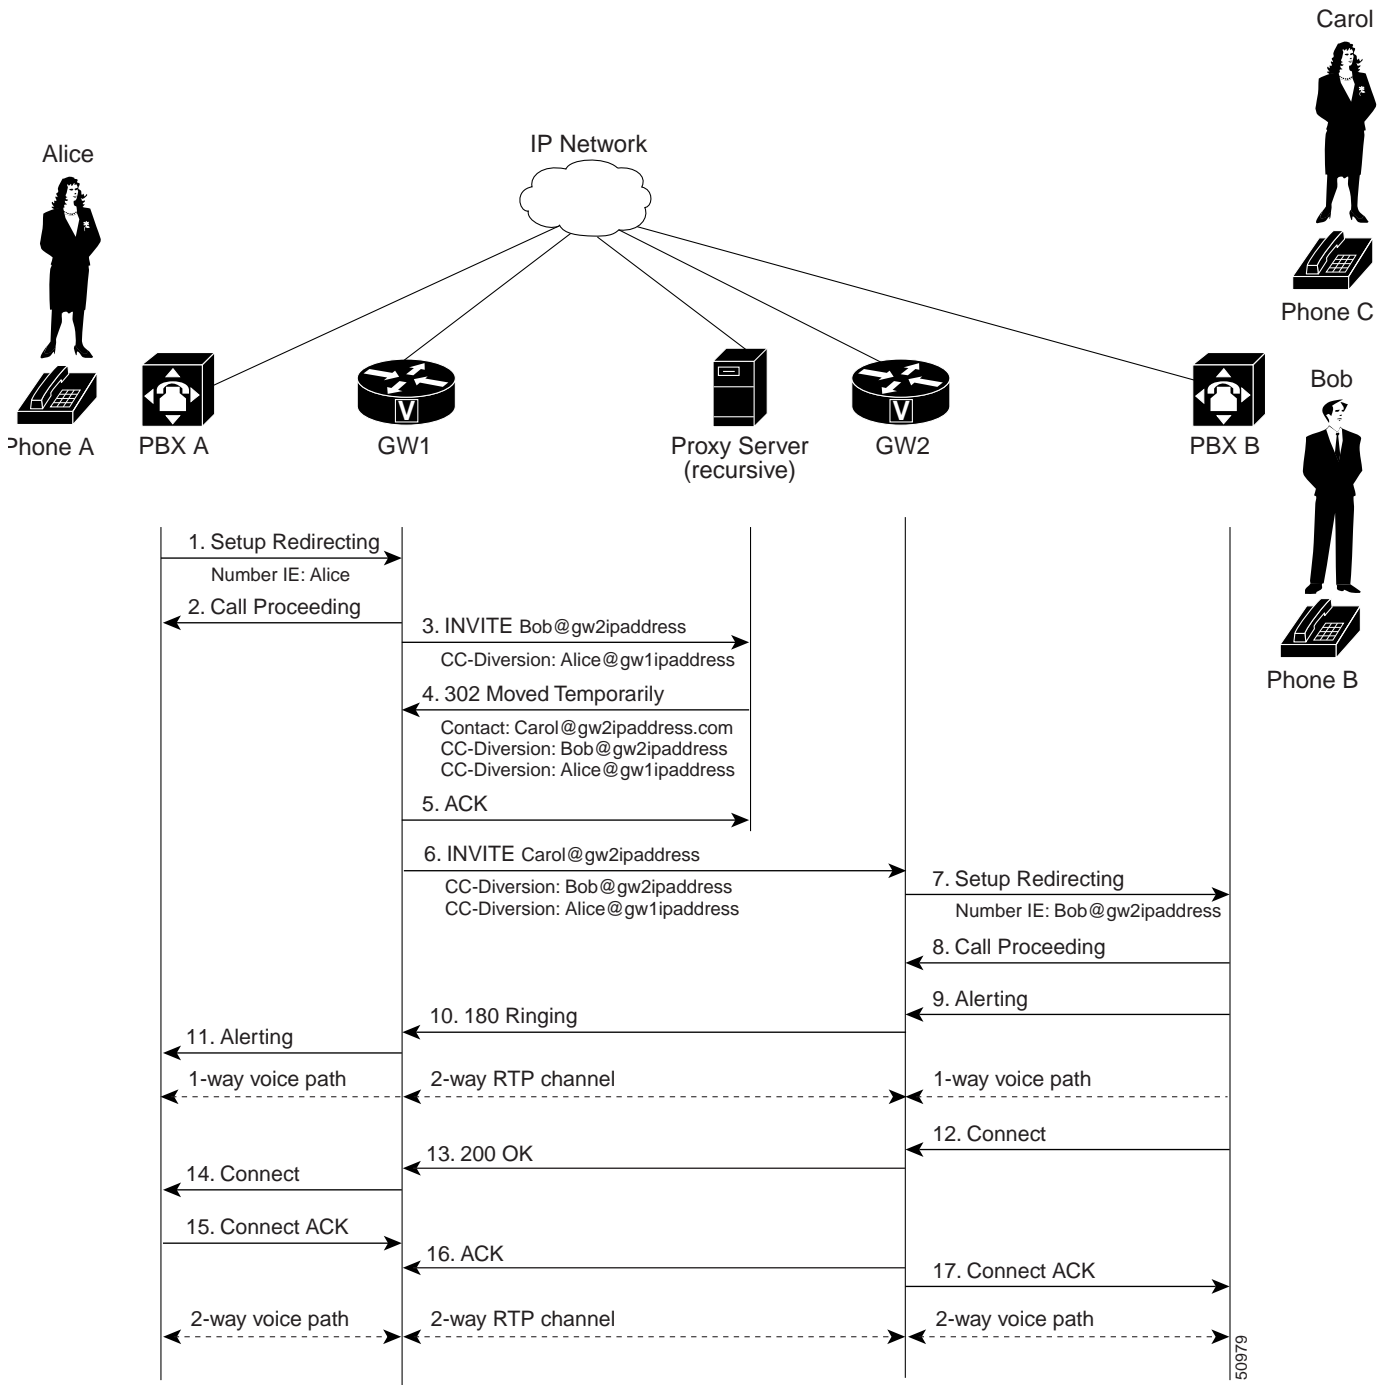 Carol
IP Network
Alice
Phone C
Bob
Phone A
PBX A
GW1
Proxy Server
(recursive)
GW2
PBX B
Phone B
1. Setup Redirecting
Number IE: Alice
2. Call Proceeding
3. INVITE Bob@gw2ipaddress
CC-Diversion: Alice@gw1ipaddress
4. 302 Moved Temporarily
Contact: Carol@gw2ipaddress.com
CC-Diversion: Bob@gw2ipaddress
CC-Diversion: Alice@gw1ipaddress
5. ACK
6. INVITE Carol@gw2ipaddress
CC-Diversion: Bob@gw2ipaddress
CC-Diversion: Alice@gw1ipaddress
7. Setup Redirecting
Number IE: Bob@gw2ipaddress
8. Call Proceeding
9. Alerting
10. 180 Ringing
11. Alerting
1-way voice path
2-way RTP channel
1-way voice path
12. Connect
13. 200 OK
14. Connect
15. Connect ACK
16. ACK
17. Connect ACK
2-way voice path
2-way RTP channel
2-way voice path
50979
V
V